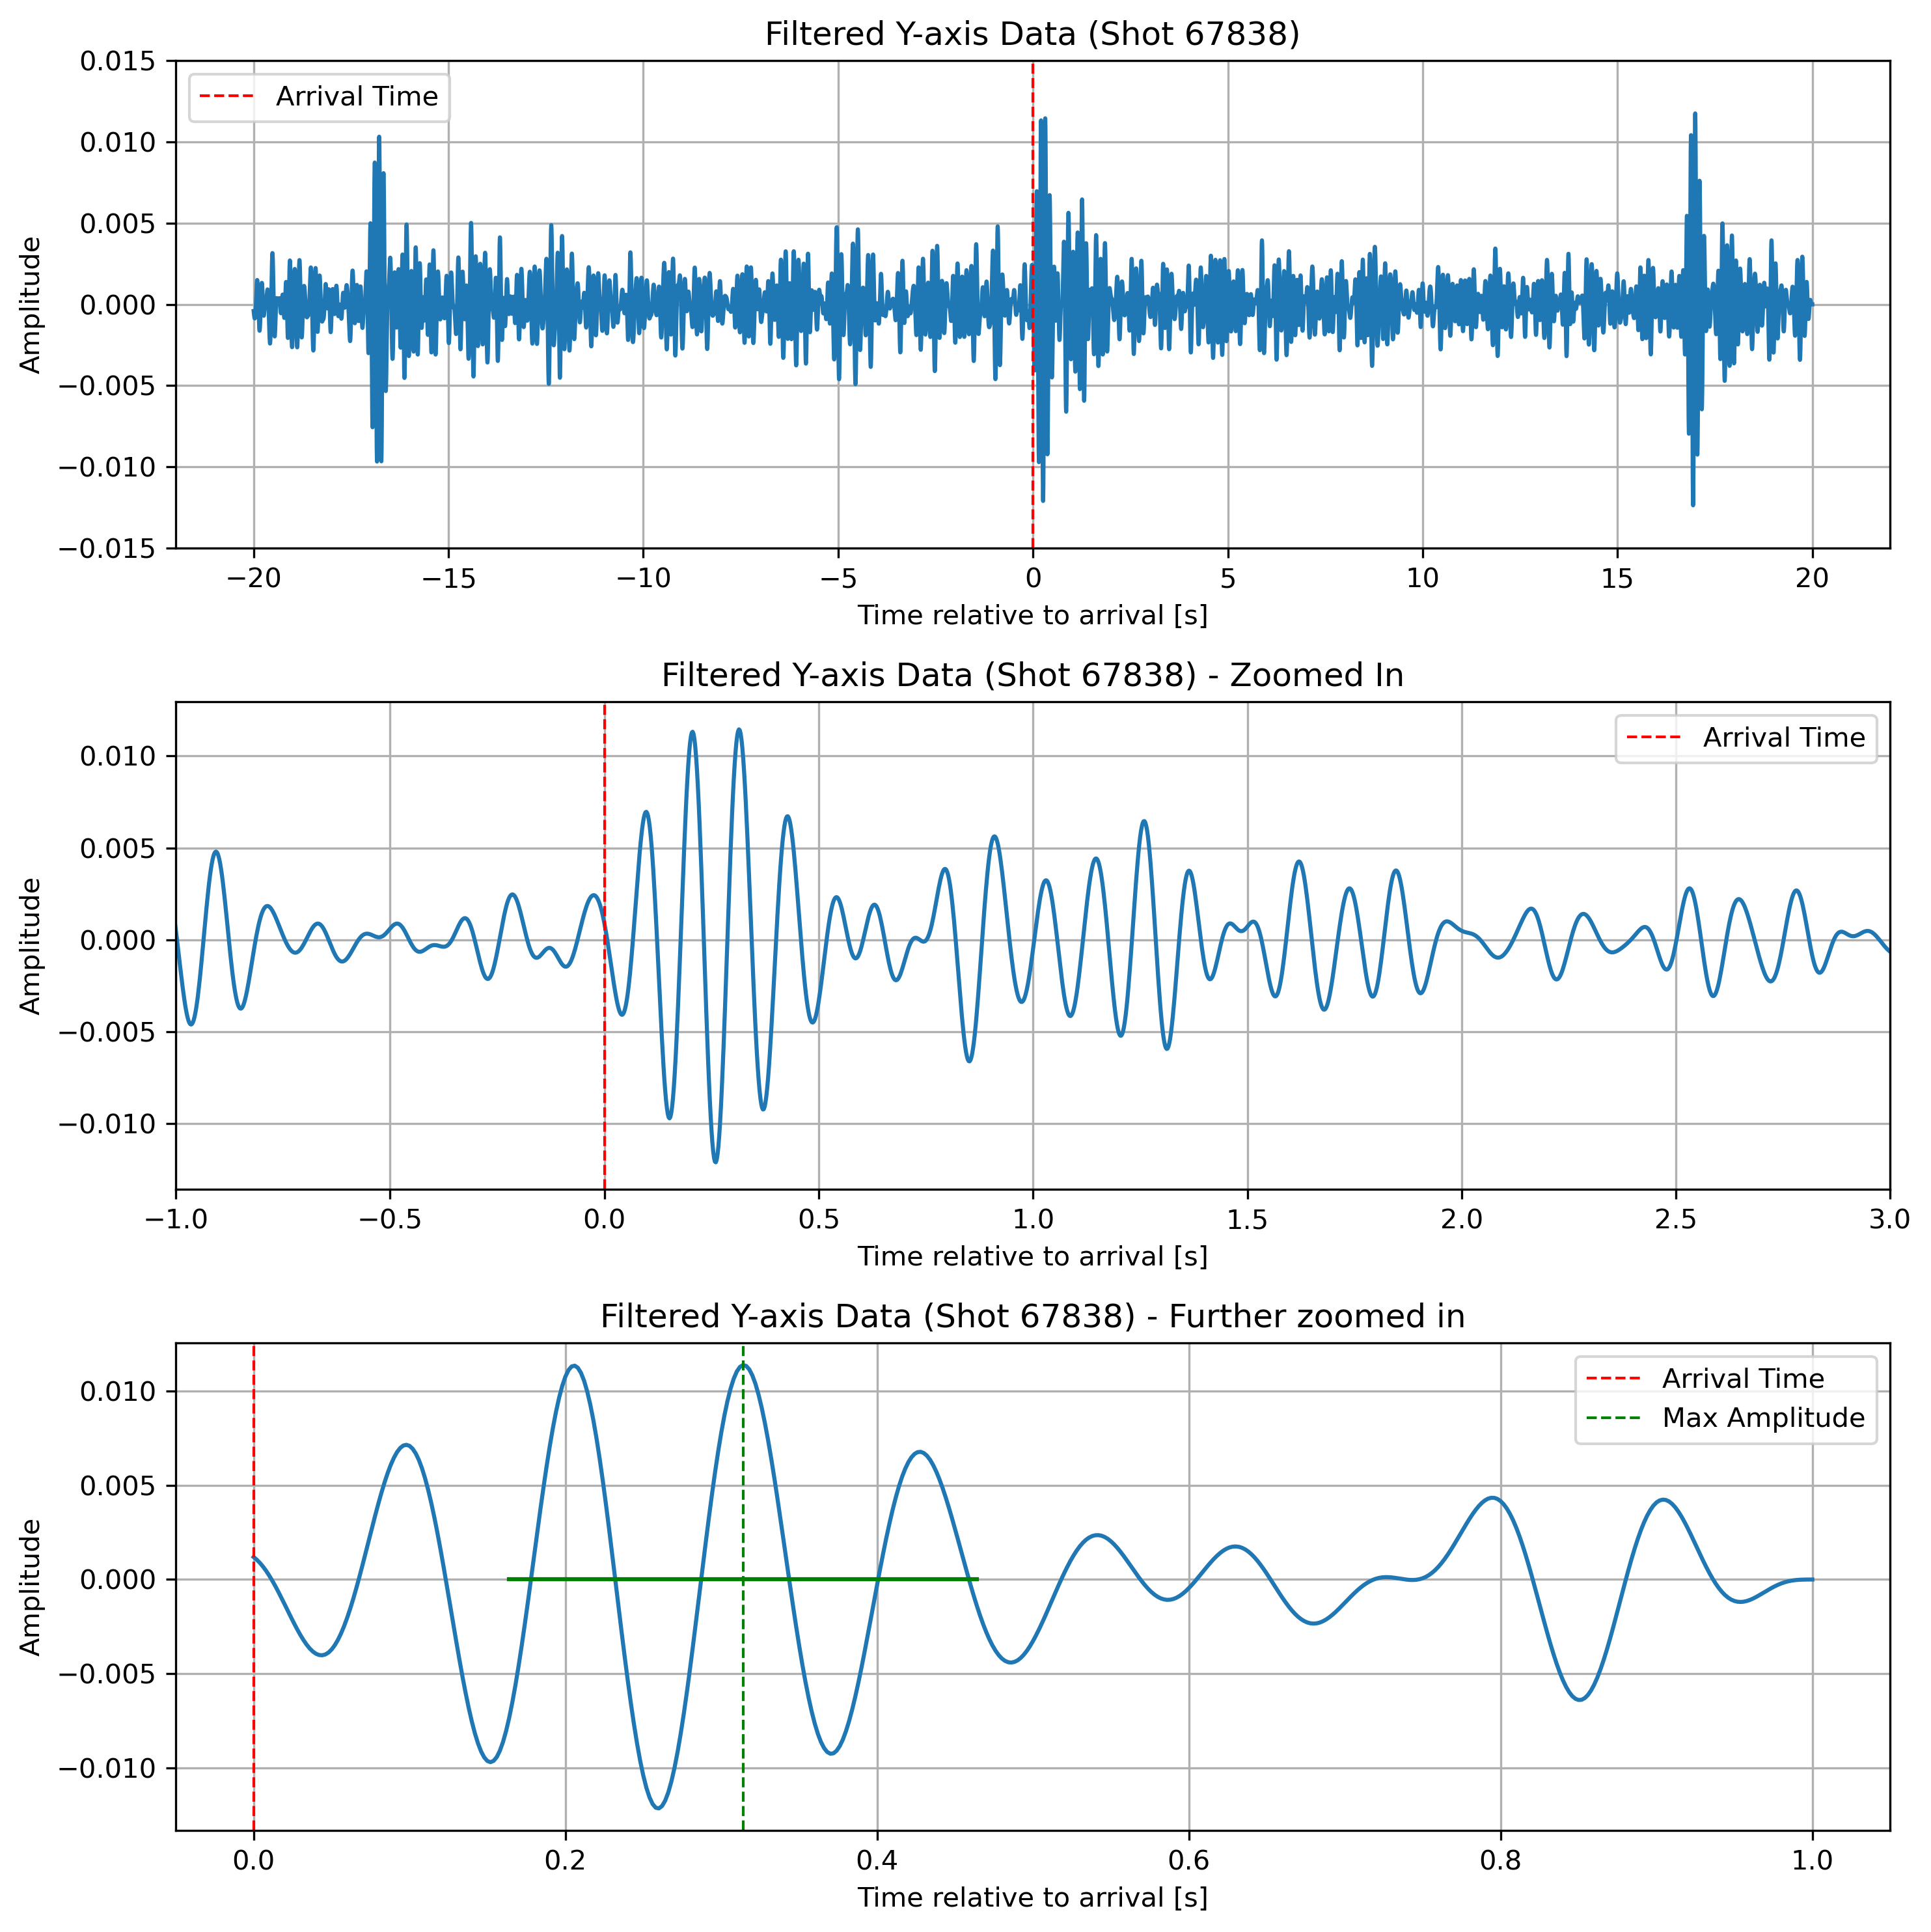 Filtered Y-axis Data (Shot 67838)
Arrival Time
0.015
0.010
0.005
0.000
−0.005
−0.010
−0.015
Amplitude
−20 −15 −10 −5 0 5 10 15 20
Time relative to arrival [s]
Filtered Y-axis Data (Shot 67838) - Zoomed In
Arrival Time
0.010
0.005
0.000
−0.005
−0.010
Amplitude
−1.0 −0.5 0.0 0.5 1.0 1.5 2.0 2.5 3.0
Time relative to arrival [s]
Filtered Y-axis Data (Shot 67838) - Further zoomed in
Arrival Time
Max Amplitude
0.010
0.005
0.000
−0.005
−0.010
Amplitude
0.0 0.2 0.4 0.6 0.8 1.0
Time relative to arrival [s]